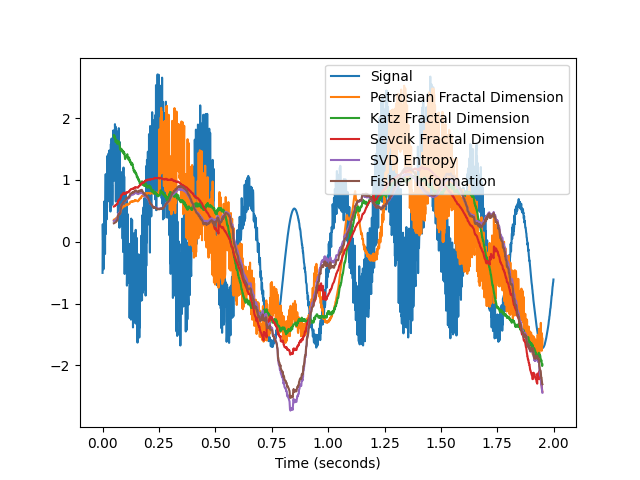 Signal
Petrosian Fractal Dimension
Katz Fractal Dimension
Sevcik Fractal Dimension
SVD Entropy
Fisher Information
2
1
0
−1
−2
0.00 0.25 0.50 0.75 1.00 1.25 1.50 1.75 2.00
Time (seconds)